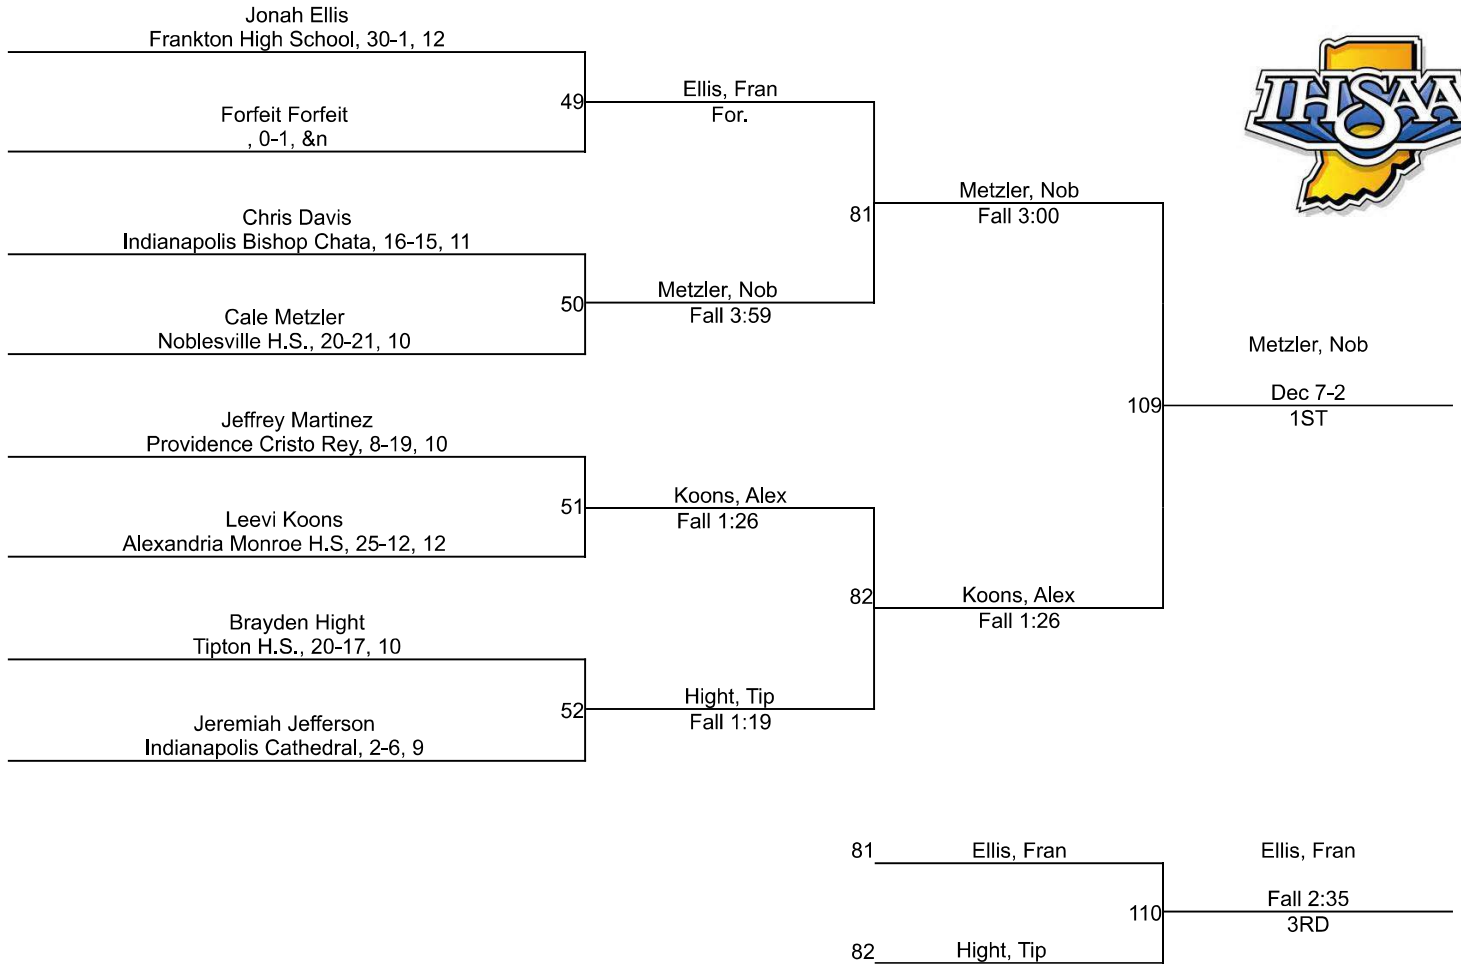 Jonah Ellis
Frankton High School, 30-1, 12
Forfeit Forfeit
, 0-1, &n
49
Ellis, Fran
For.
Chris Davis
Indianapolis Bishop Chata, 16-15, 11
Cale Metzler
Noblesville H.S., 20-21, 10
50
Metzler, Nob
Fall 3:59
81
Metzler, Nob
Fall 3:00
IHSAA
Jeffrey Martinez
Providence Cristo Rey, 8-19, 10
Leevi Koons
Alexandria Monroe H.S, 25-12, 12
51
Koons, Alex
Fall 1:26
Brayden Hight
Tipton H.S., 20-17, 10
Jeremiah Jefferson
Indianapolis Cathedral, 2-6, 9
52
Hight, Tip
Fall 1:19
82
Koons, Alex
Fall 1:26
109
Metzler, Nob
Dec 7-2
1ST
81
Ellis, Fran
82
Hight, Tip
110
Ellis, Fran
Fall 2:35
3RD